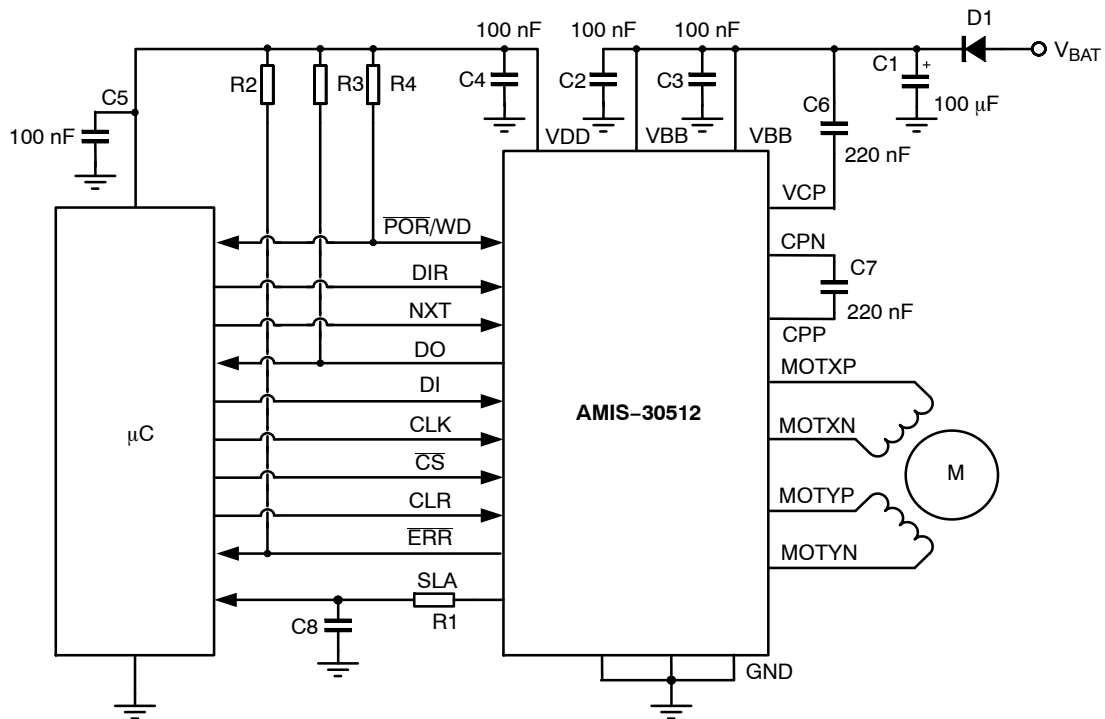 D1
100 nF
100 nF
100 nF
V_BAT
C5
R2
R3
R4
C4
C2
C3
C1
+
100 μF
C6
100 nF
VDD
VBB
VBB
220 nF
VCP
POR/WD
CPN
DIR
C7
NXT
220 nF
CPP
DO
MOTXP
DI
AMIS-30512
μC
CLK
MOTXN
CS
M
MOTYP
CLR
ERR
MOTYN
SLA
C8
R1
GND